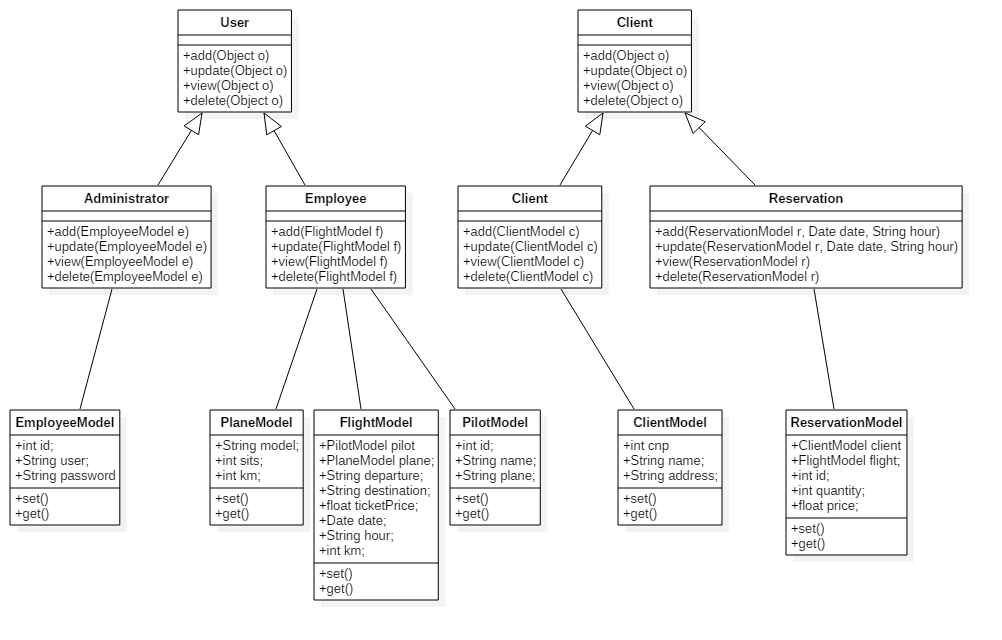 User
+add(Object o)
+update(Object o)
+view(Object o)
+delete(Object o)
Client
+add(Object o)
+update(Object o)
+view(Object o)
+delete(Object o)
Administrator
+add(EmployeeModel e)
+update(EmployeeModel e)
+view(EmployeeModel e)
+delete(EmployeeModel e)
Employee
+add(FlightModel f)
+update(FlightModel f)
+view(FlightModel f)
+delete(FlightModel f)
Client
+add(ClientModel c)
+update(ClientModel c)
+view(ClientModel c)
+delete(ClientModel c)
Reservation
+add(ReservationModel r, Date date, String hour)
+update(ReservationModel r, Date date, String hour)
+view(ReservationModel r)
+delete(ReservationModel r)
EmployeeModel
+int id;
+String user;
+String password
+set()
+get()
PlaneModel
+String model;
+int sits;
+int km;
+set()
+get()
FlightModel
+PilotModel pilot
+PlaneModel plane;
+String departure;
+String destination;
+float ticketPrice;
+Date date;
+String hour;
+int km;
+set()
+get()
PilotModel
+int id;
+String name;
+String plane;
+set()
+get()
ClientModel
+int cnp
+String name;
+String address;
+set()
+get()
ReservationModel
+ClientModel client
+FlightModel flight;
+int id;
+int quantity;
+float price;
+set()
+get()